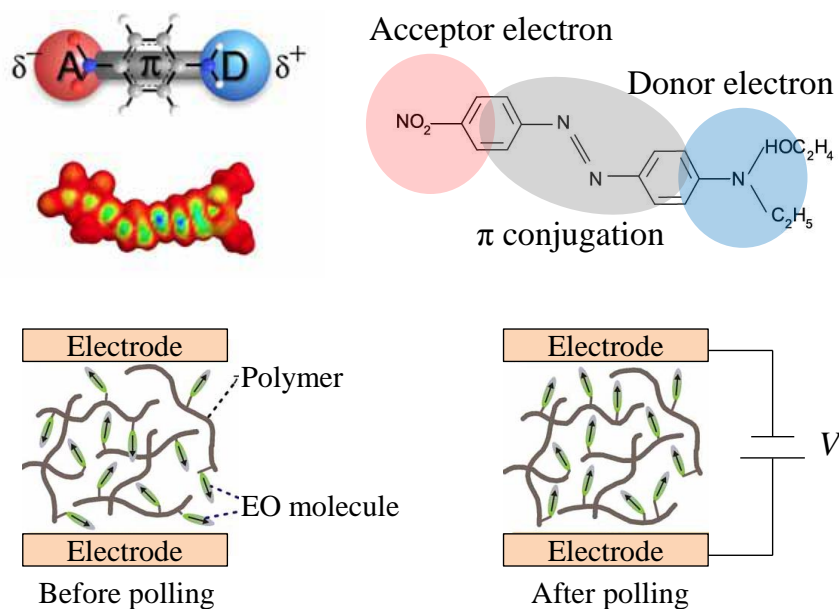 Acceptor electron
δ⁻ A π D δ⁺
Donor electron
NO₂
N
HOC₂H₄
N
N
C₂H₅
π conjugation
Electrode
Electrode
Polymer
V
EO molecule
Electrode
Electrode
Before polling
After polling